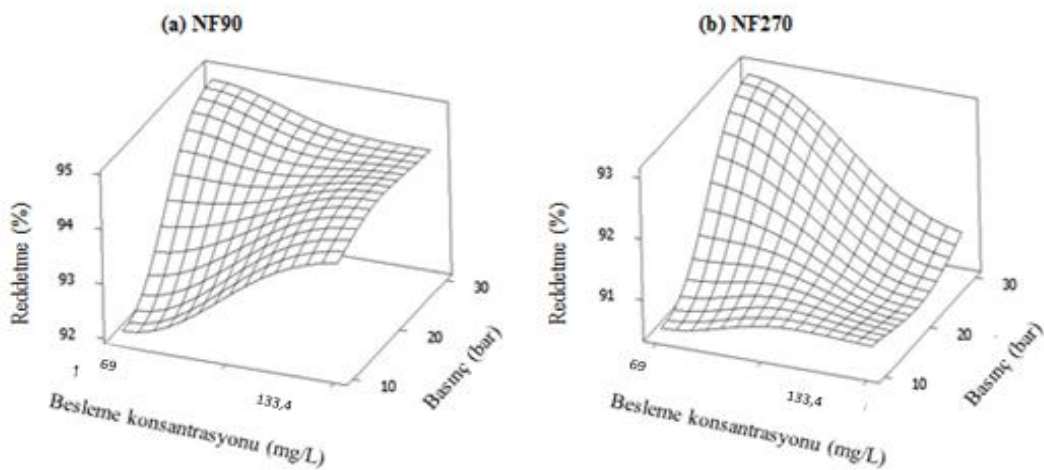 (a) NF90
95
94
93
92
Reddetme (%)
1 69
133,4
Besleme konsantrasyonu (mg/L)
10
20
30
Basınç (bar)
(b) NF270
93
92
91
Reddetme (%)
69
133,4
Besleme konsantrasyonu (mg/L)
10
20
30
Basınç (bar)